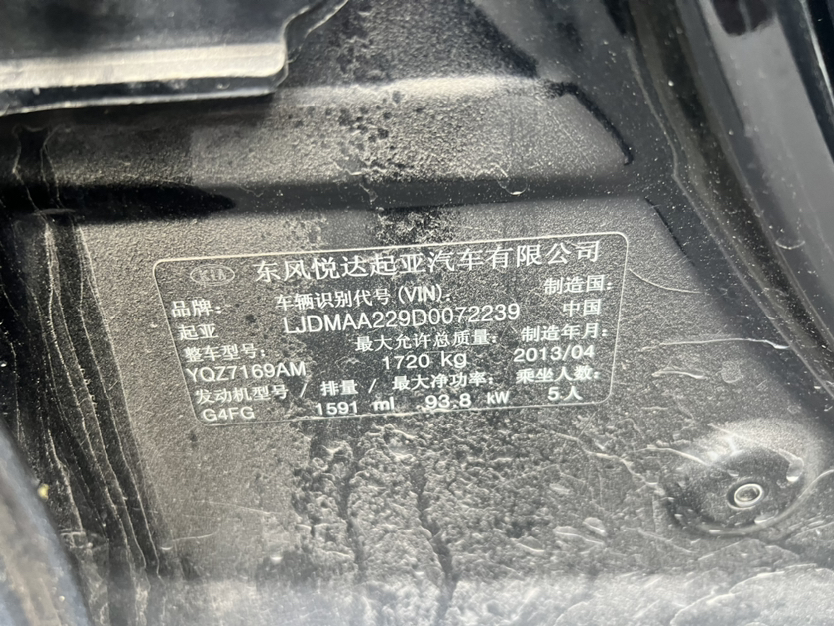 KIA 东风悦达起亚汽车有限公司
品牌： 车辆识别代号(VIN)： 制造国：
起亚 LJDMAA229D0072239 中国
整车型号： 最大允许总质量： 制造年月：
YQZ7169AM 1720 kg 2013/04
发动机型号 / 排量 / 最大净功率： 乘坐人数：
G4FG 1591 ml 93.8 kW 5人